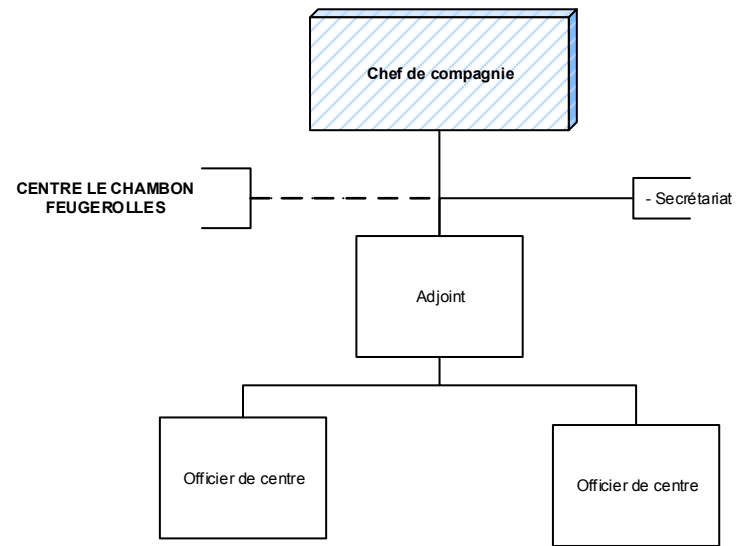 Chef de compagnie
CENTRE LE CHAMBON
FEUGEROLLES
- Secrétariat
Adjoint
Officier de centre
Officier de centre